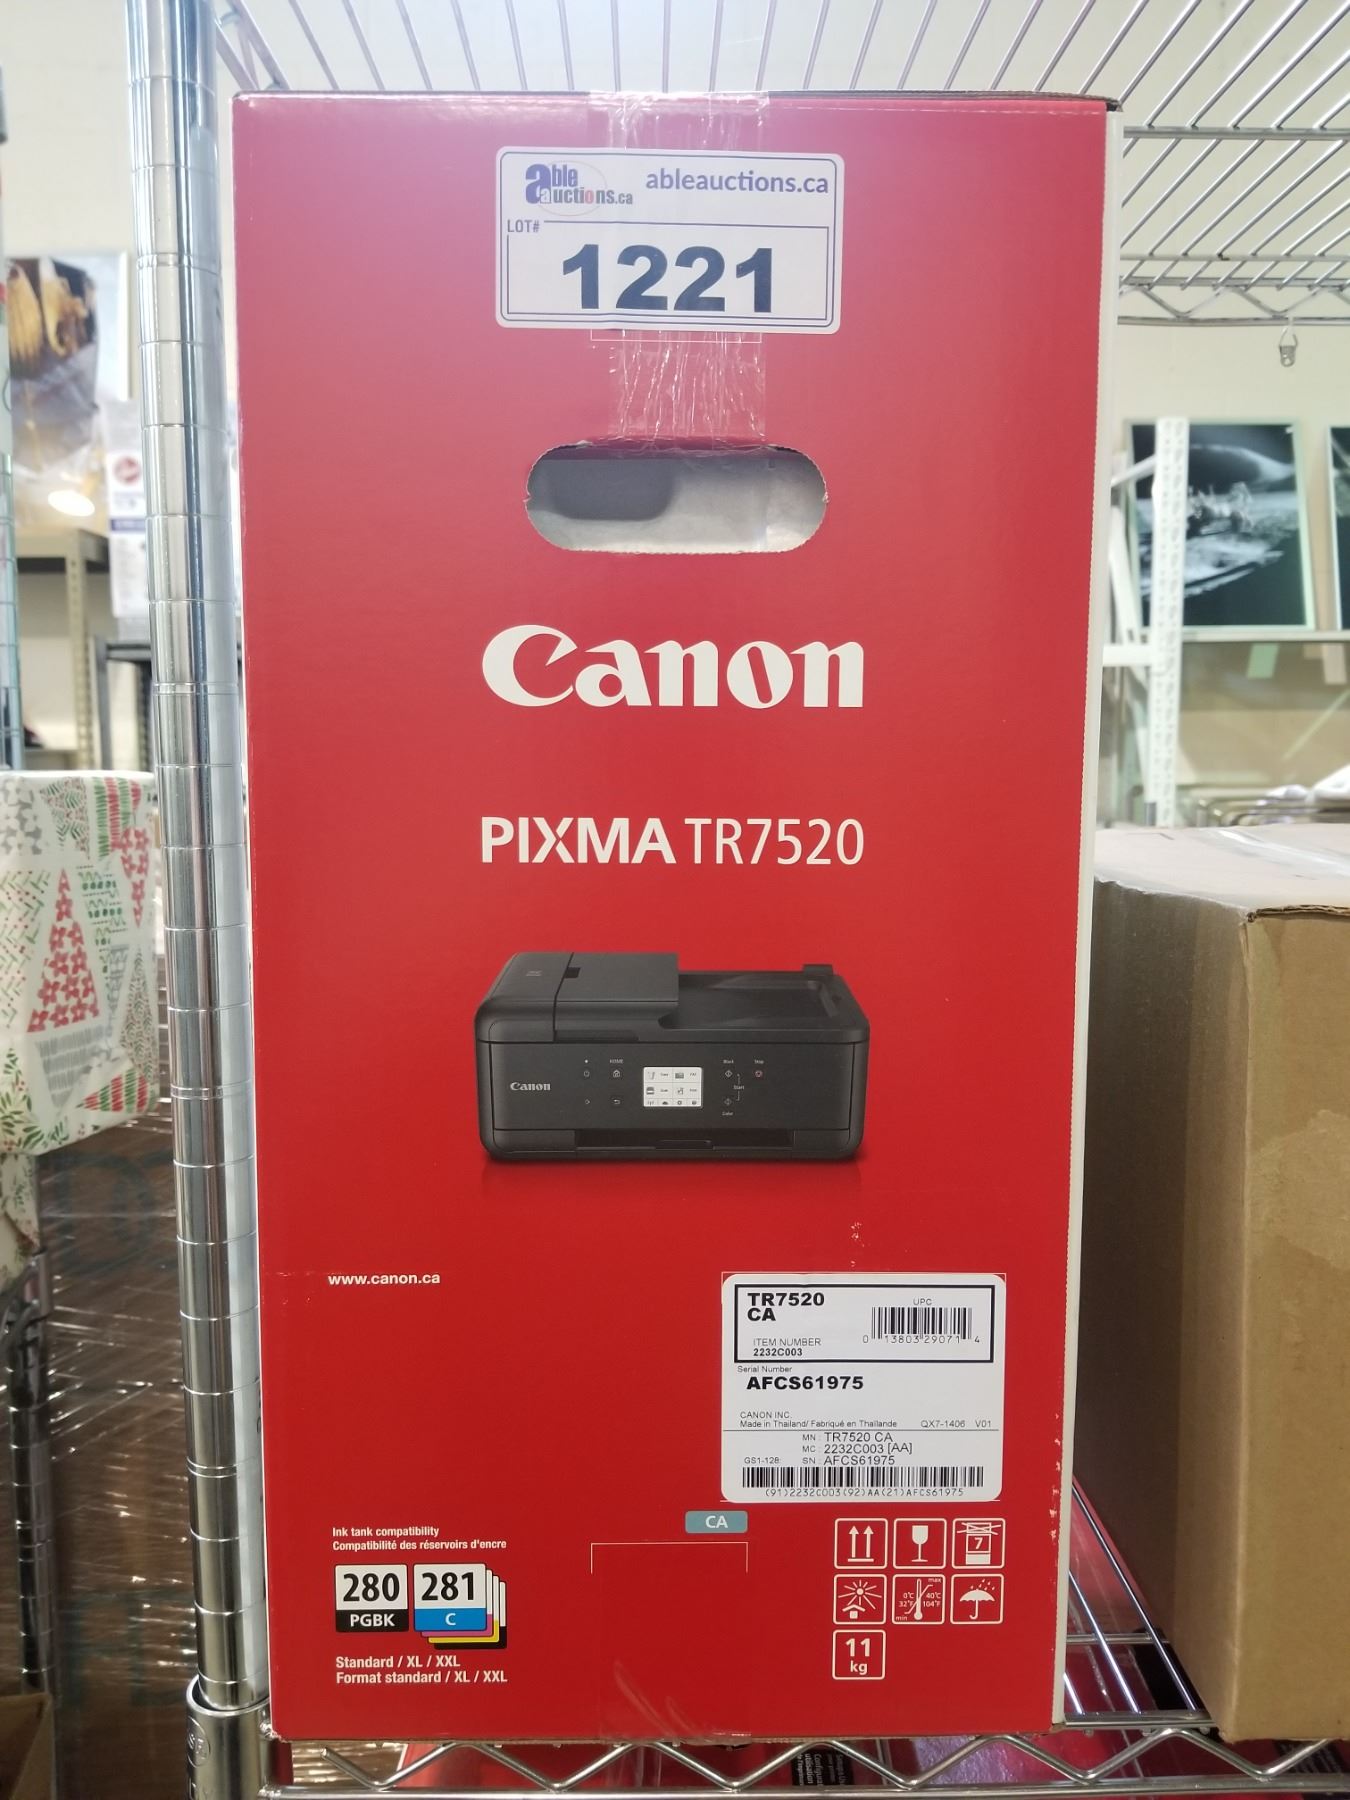 able auctions.ca
ableauctions.ca
LOT#
1221
Canon
PIXMA TR7520
HOME
Black
Stop
Start
Color
Canon
www.canon.ca
TR7520
CA
UPC
0 13803 29071 4
ITEM NUMBER
2232C003
Serial Number
AFCS61975
CANON INC.
Made in Thailand/ Fabriqué en Thaïlande QX7-1406 V01
MN : TR7520 CA
MC : 2232C003 [AA]
GS1-128: SN : AFCS61975
(91)2232C003(92)AA(21)AFCS61975
CA
Ink tank compatibility
Compatibilité des réservoirs d'encre
280 281
PGBK C
Standard / XL / XXL
Format standard / XL / XXL
7
max
0°C 40°C
32°F 104°F
min
11
kg